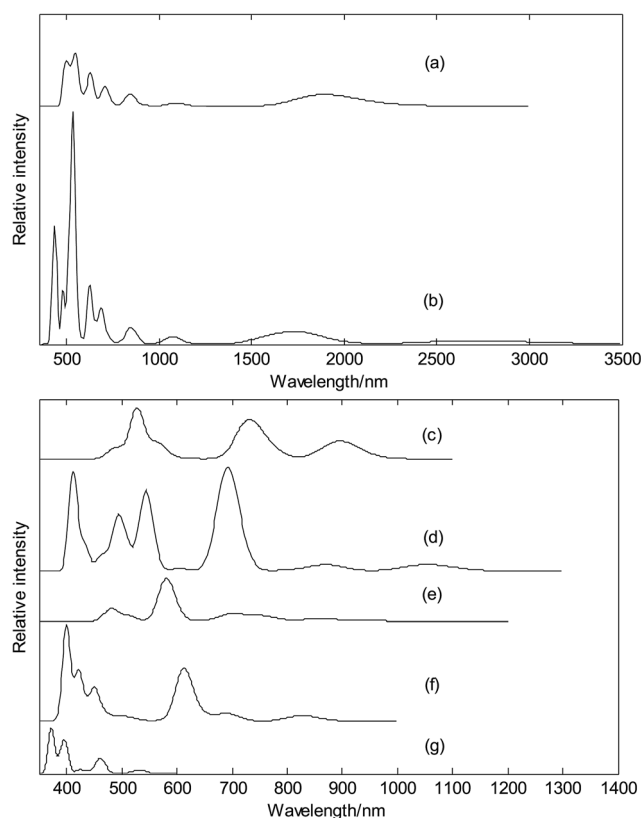 Relative intensity
(a)
(b)
500 1000 1500 2000 2500 3000 3500
Wavelength/nm
Relative intensity
(c)
(d)
(e)
(f)
(g)
400 500 600 700 800 900 1000 1100 1200 1300 1400
Wavelength/nm